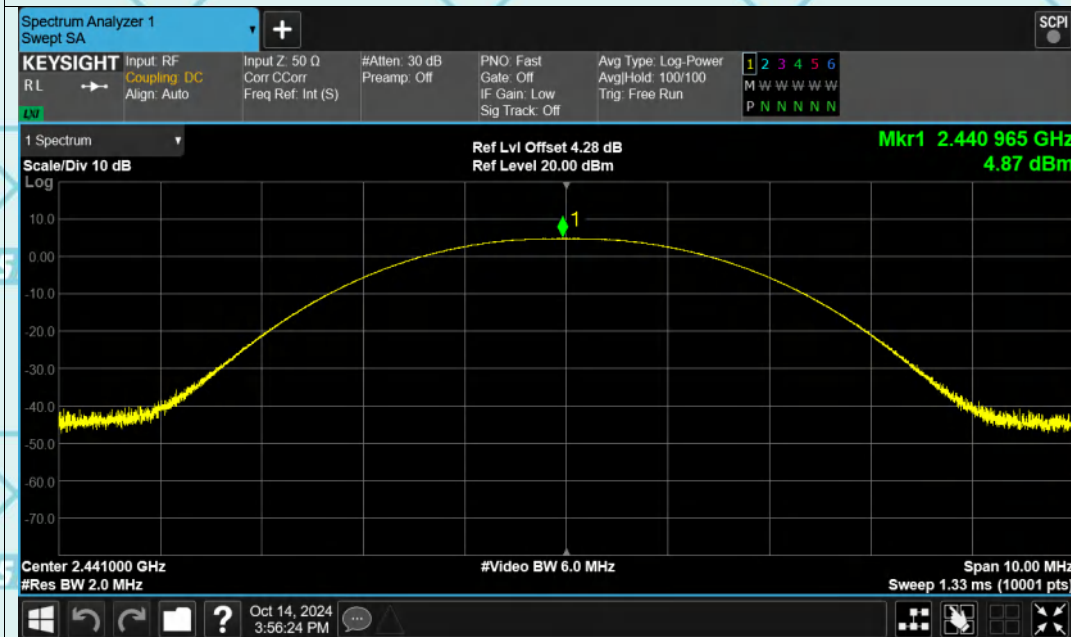 Spectrum Analyzer 1
Swept SA
+
SCPI
KEYSIGHT
RL
LXI
Input: RF
Coupling: DC
Align: Auto
Input Z: 50 Ω
Corr CCorr
Freq Ref: Int (S)
#Atten: 30 dB
Preamp: Off
PNO: Fast
Gate: Off
IF Gain: Low
Sig Track: Off
Avg Type: Log-Power
Avg|Hold: 100/100
Trig: Free Run
1 2 3 4 5 6
M W W W W W
P N N N N N
1 Spectrum
Scale/Div 10 dB
Log
Ref Lvl Offset 4.28 dB
Ref Level 20.00 dBm
Mkr1 2.440 965 GHz
4.87 dBm
1
10.0
0.00
-10.0
-20.0
-30.0
-40.0
-50.0
-60.0
-70.0
Center 2.441000 GHz
#Res BW 2.0 MHz
#Video BW 6.0 MHz
Span 10.00 MHz
Sweep 1.33 ms (10001 pts)
?
Oct 14, 2024
3:56:24 PM